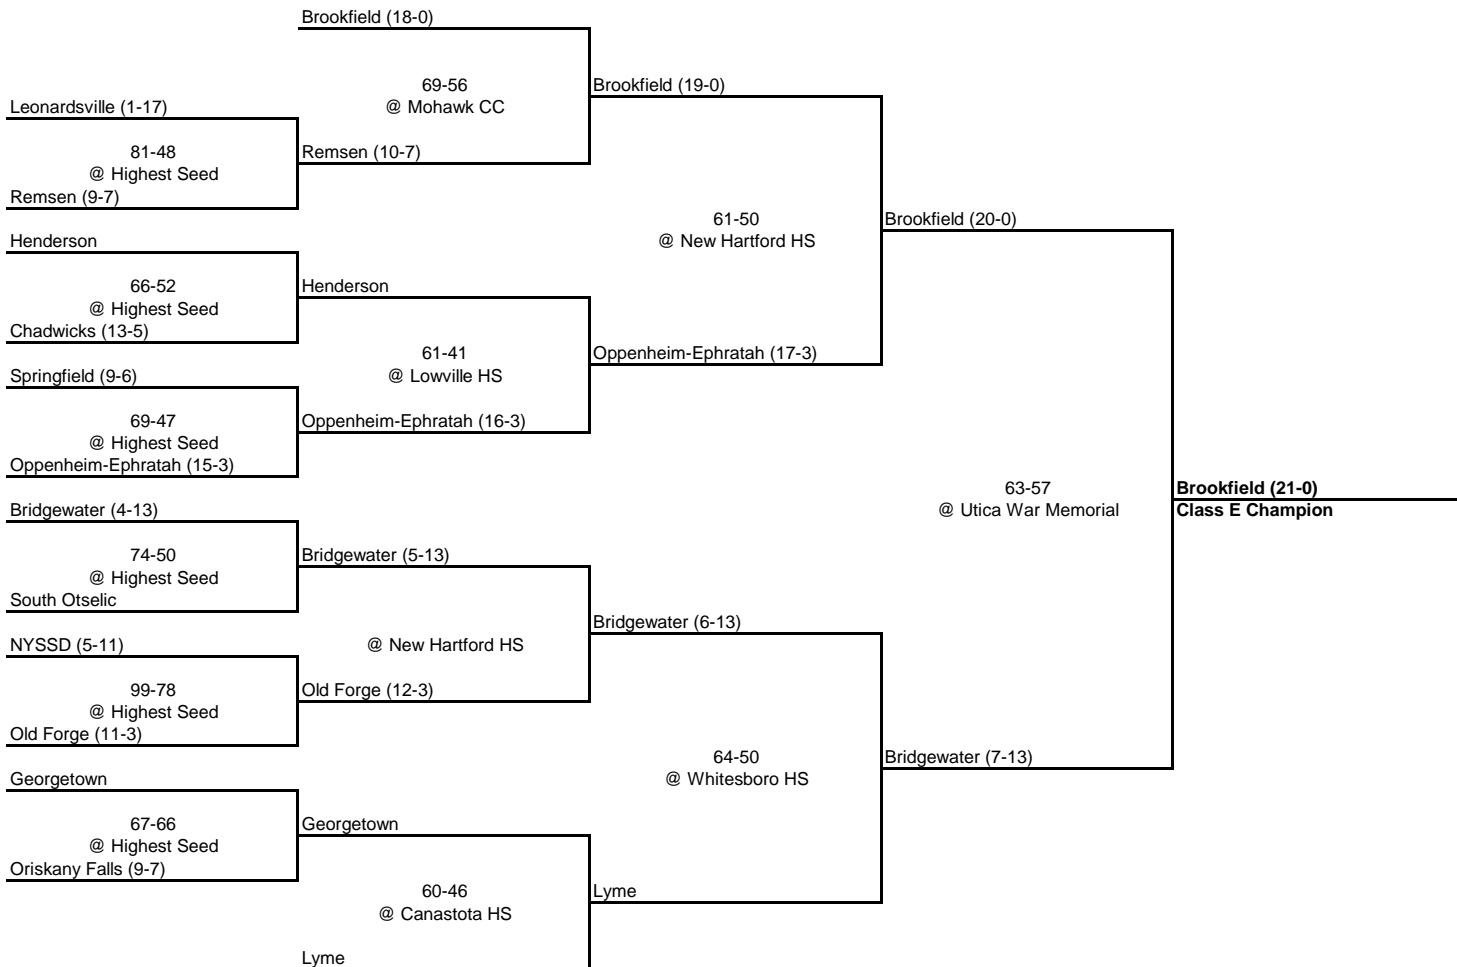 Brookfield (18-0)
69-56
@ Mohawk CC
Brookfield (19-0)
Leonardsville (1-17)
81-48
@ Highest Seed
Remsen (10-7)
Remsen (9-7)
61-50
@ New Hartford HS
Brookfield (20-0)
Henderson
66-52
@ Highest Seed
Henderson
Chadwicks (13-5)
61-41
@ Lowville HS
Oppenheim-Ephratah (17-3)
Springfield (9-6)
69-47
@ Highest Seed
Oppenheim-Ephratah (16-3)
Oppenheim-Ephratah (15-3)
63-57
@ Utica War Memorial
Brookfield (21-0)
Class E Champion
Bridgewater (4-13)
74-50
@ Highest Seed
Bridgewater (5-13)
South Otselic
@ New Hartford HS
Bridgewater (6-13)
NYSSD (5-11)
99-78
@ Highest Seed
Old Forge (12-3)
Old Forge (11-3)
64-50
@ Whitesboro HS
Bridgewater (7-13)
Georgetown
67-66
@ Highest Seed
Georgetown
Oriskany Falls (9-7)
60-46
@ Canastota HS
Lyme
Lyme